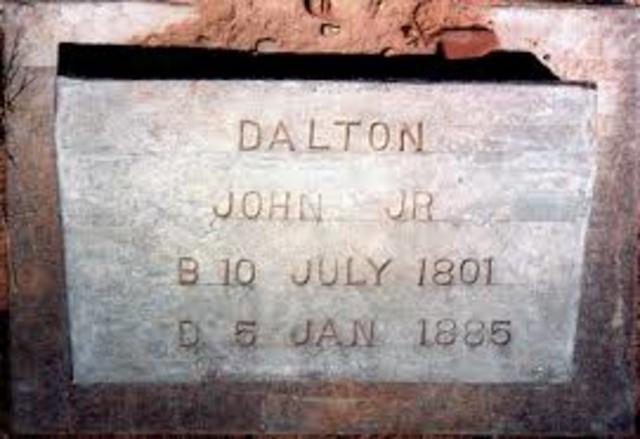 DALTON
JOHN JR
B 10 JULY 1801
D 5 JAN 1885